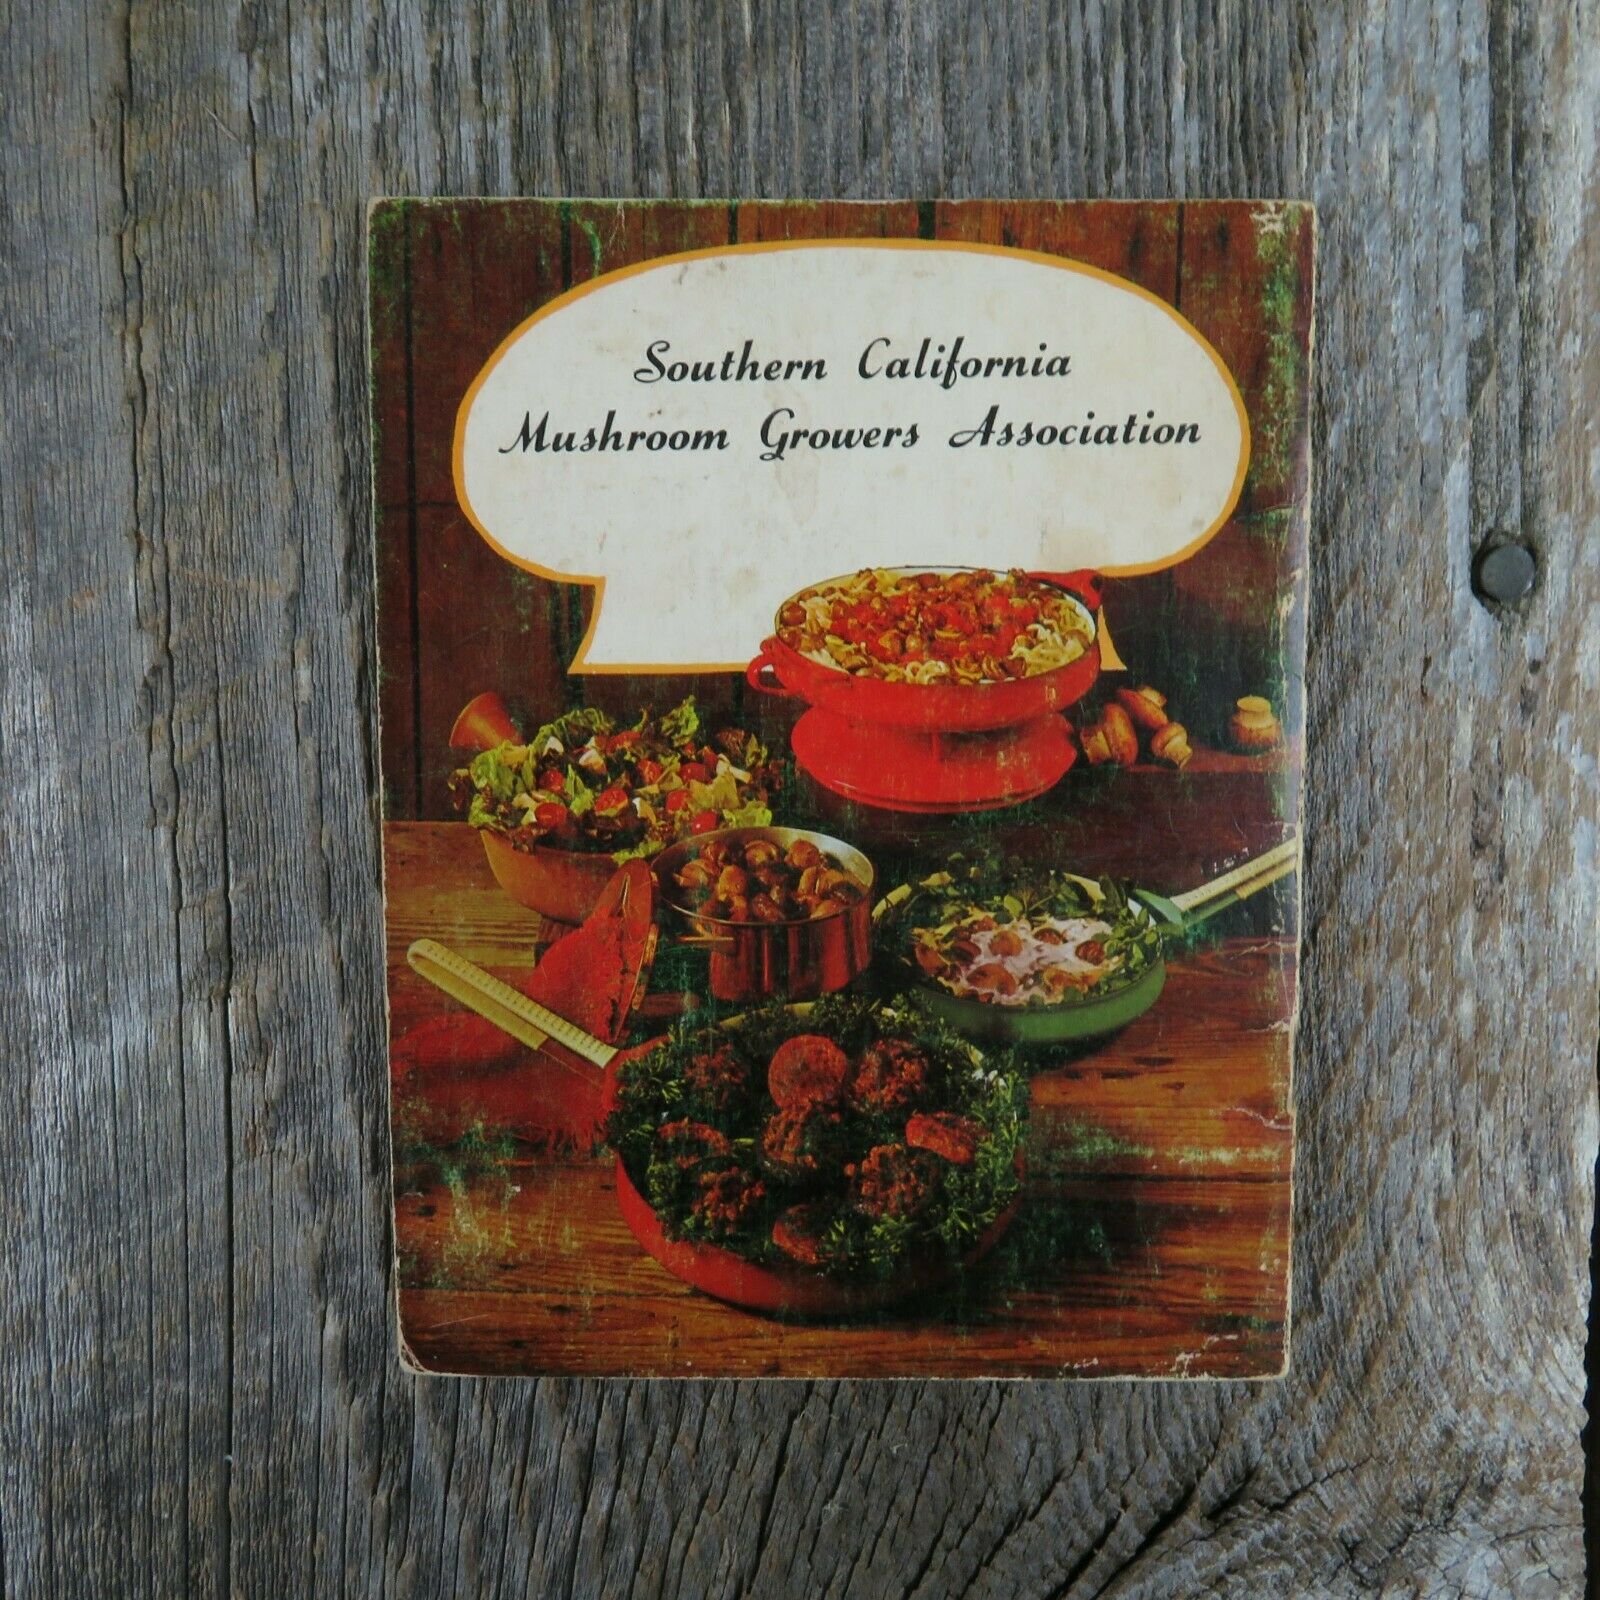 Southern California
Mushroom Growers Association